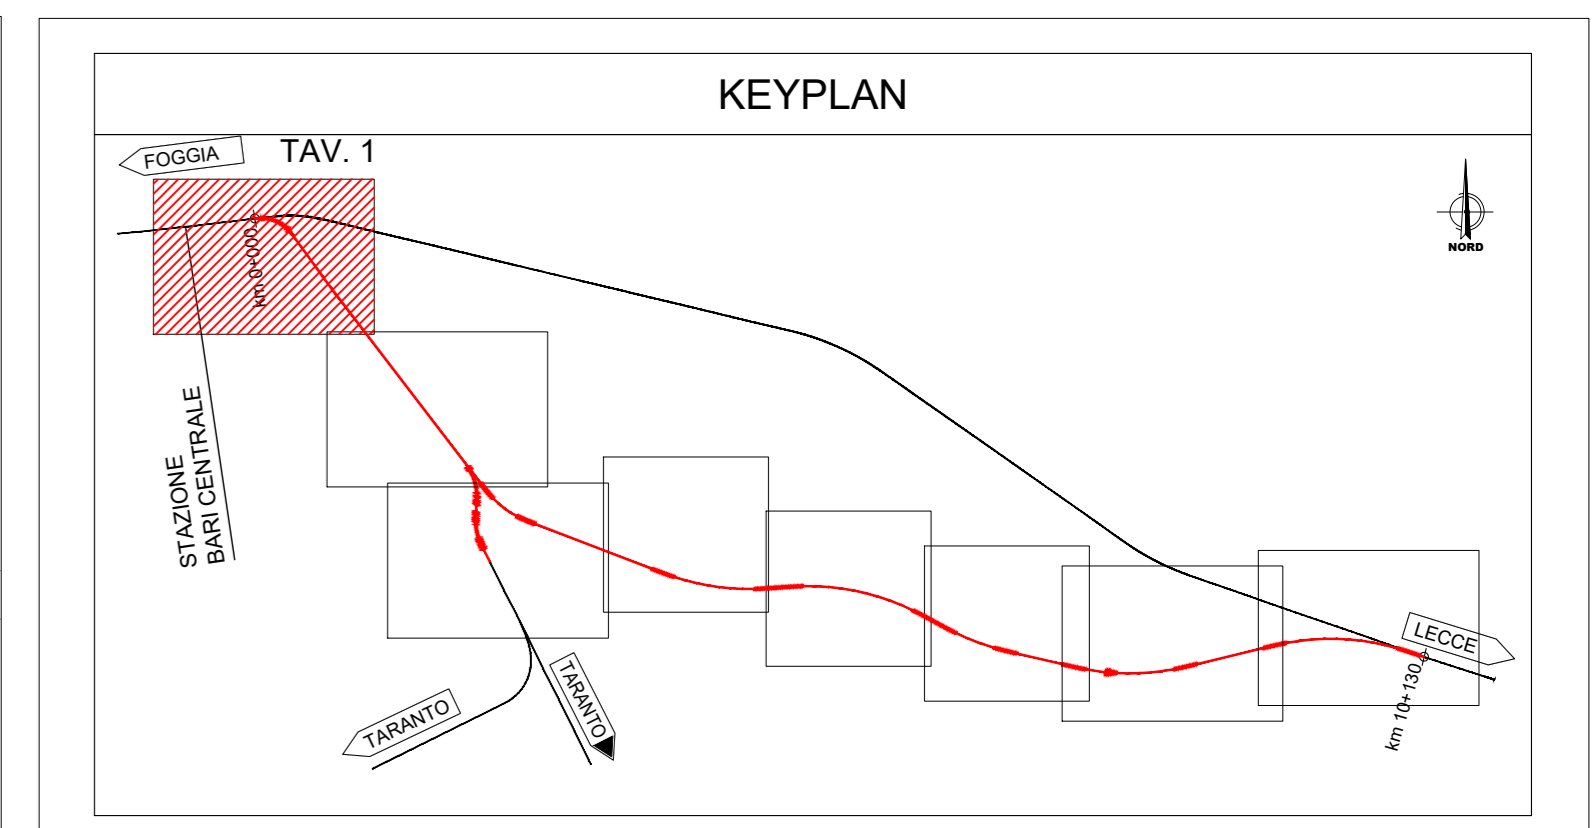 KEYPLAN
FOGGIA
TAV. 1
NORD
km 0+000
STAZIONE
BARI CENTRALE
LECCE
km 10+130
TARANTO
TARANTO